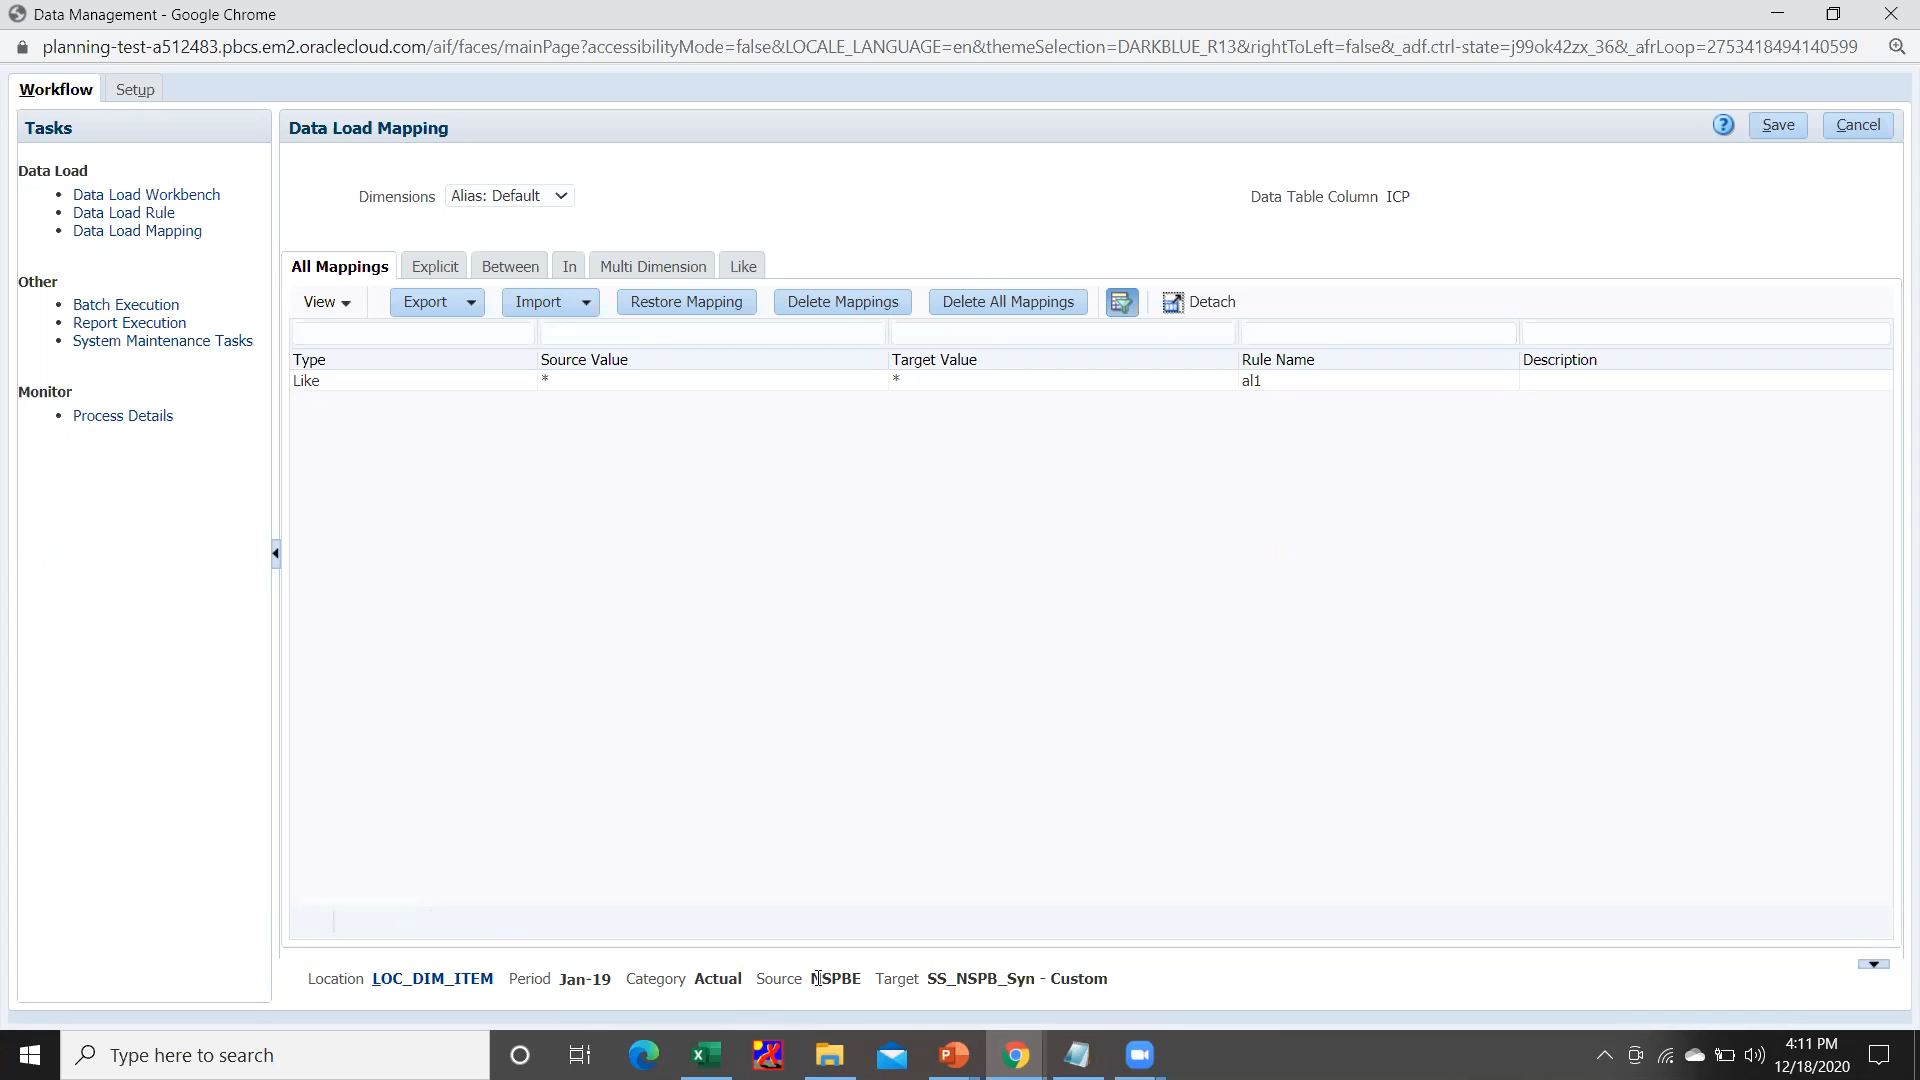 Data Management - Google Chrome
planning-test-a512483.pbcs.em2.oraclecloud.com/aif/faces/mainPage?accessibilityMode=false&LOCALE_LANGUAGE=en&themeSelection=DARKBLUE_R13&rightToLeft=false&_adf.ctrl-state=j99ok42zx_36&_afrLoop=2753418494140599
Workflow Setup
Tasks
Data Load Mapping
? Save Cancel
Data Load
Data Load Workbench
Data Load Rule
Data Load Mapping
Other
Batch Execution
Report Execution
System Maintenance Tasks
Monitor
Process Details
Dimensions Alias: Default Data Table Column ICP
All Mappings Explicit Between In Multi Dimension Like
View Export Import Restore Mapping Delete Mappings Delete All Mappings Detach
Type Source Value Target Value Rule Name Description
Like * * al1
Location LOC_DIM_ITEM Period Jan-19 Category Actual Source NSPBE Target SS_NSPB_Syn - Custom
Type here to search
4:11 PM
12/18/2020